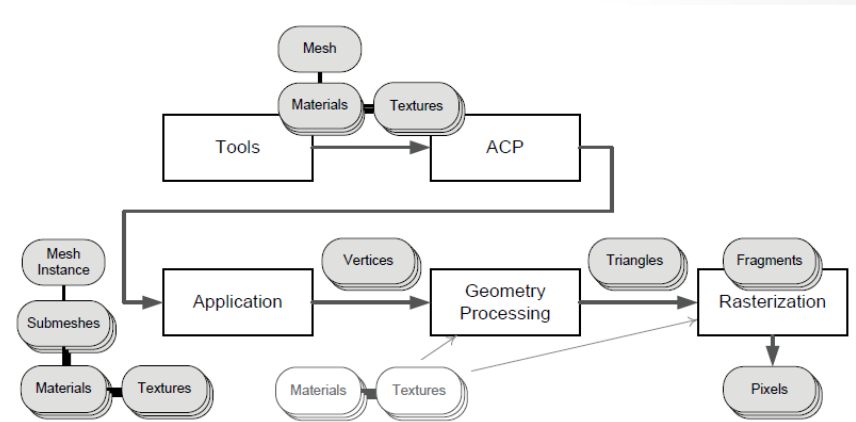 Mesh
Materials
Textures
Tools
ACP
Mesh
Instance
Vertices
Triangles
Fragments
Application
Geometry
Processing
Rasterization
Submeshes
Materials
Textures
Materials
Textures
Pixels